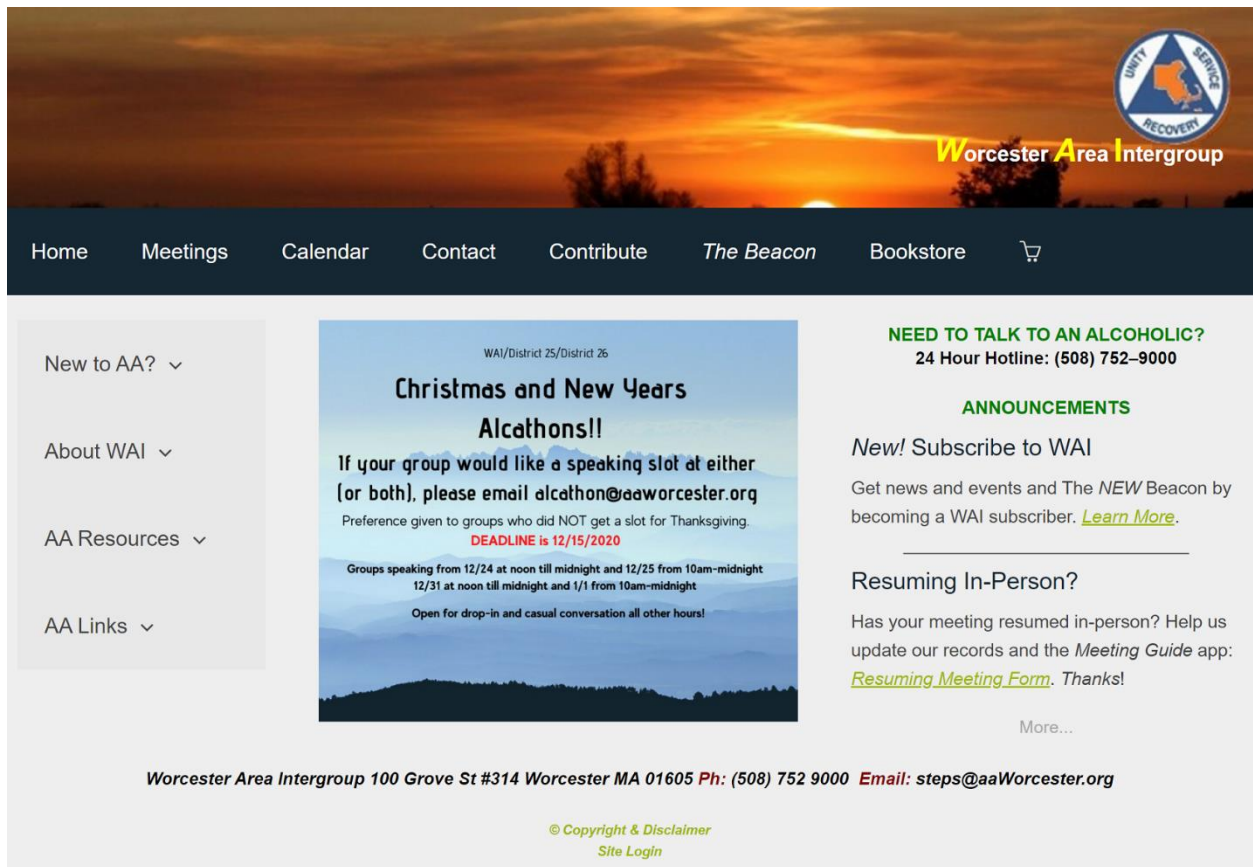 UNITY
SERVICE
RECOVERY
Worcester Area Intergroup
Home Meetings Calendar Contact Contribute The Beacon Bookstore
New to AA?
About WAI
AA Resources
AA Links
WAI/District 25/District 26
Christmas and New Years
Alcathons!!
If your group would like a speaking slot at either
(or both), please email alcathon@aaworcester.org
Preference given to groups who did NOT get a slot for Thanksgiving.
DEADLINE is 12/15/2020
Groups speaking from 12/24 at noon till midnight and 12/25 from 10am-midnight
12/31 at noon till midnight and 1/1 from 10am-midnight
Open for drop-in and casual conversation all other hours!
NEED TO TALK TO AN ALCOHOLIC?
24 Hour Hotline: (508) 752–9000
ANNOUNCEMENTS
New! Subscribe to WAI
Get news and events and The NEW Beacon by
becoming a WAI subscriber. Learn More.
Resuming In-Person?
Has your meeting resumed in-person? Help us
update our records and the Meeting Guide app:
Resuming Meeting Form. Thanks!
More...
Worcester Area Intergroup 100 Grove St #314 Worcester MA 01605 Ph: (508) 752 9000 Email: steps@aaWorcester.org
© Copyright & Disclaimer
Site Login